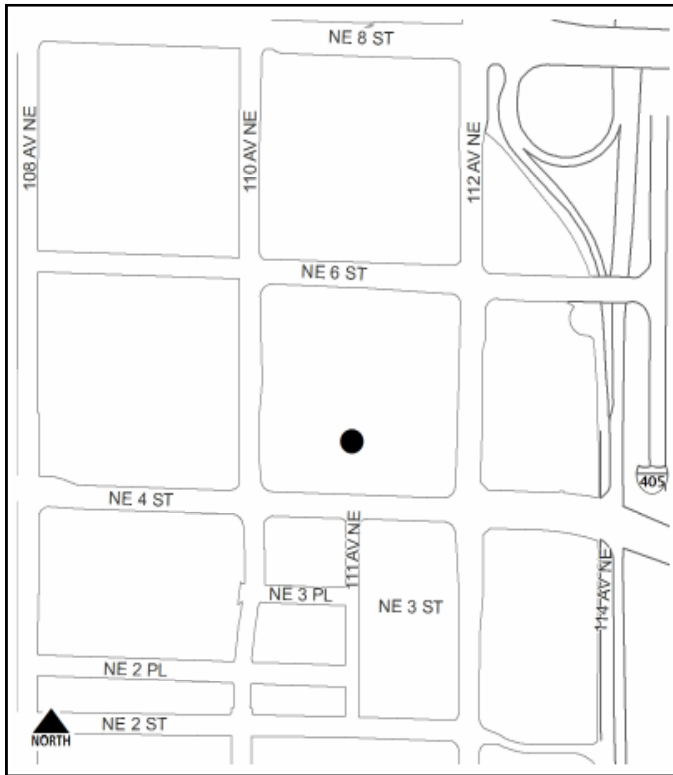 NE 8 ST
108 AV NE
110 AV NE
112 AV NE
NE 6 ST
405
NE 4 ST
111 AV NE
114 AV NE
NE 3 PL
NE 3 ST
NE 2 PL
NE 2 ST
NORTH